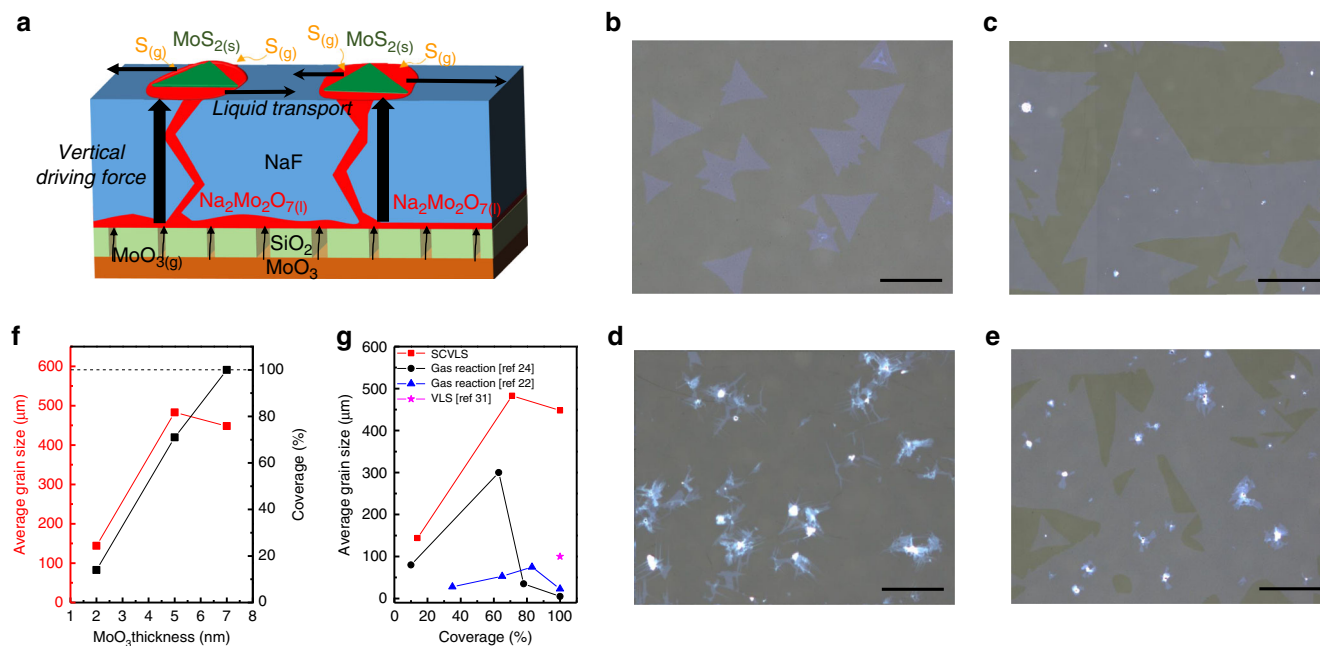 a
S(g)
MoS2(s)
S(g)
S(g)
MoS2(s)
S(g)
Liquid transport
Vertical
driving force
NaF
Na2Mo2O7(l)
Na2Mo2O7(l)
MoO3(g)
SiO2
MoO3
b
c
f
600
500
400
300
200
100
0
Average grain size (µm)
100
80
60
40
20
0
Coverage (%)
1 2 3 4 5 6 7 8
MoO3thickness (nm)
g
600
500
400
300
200
100
0
Average grain size (µm)
SCVLS
Gas reaction [ref 24]
Gas reaction [ref 22]
VLS [ref 31]
0 20 40 60 80 100
Coverage (%)
d
e